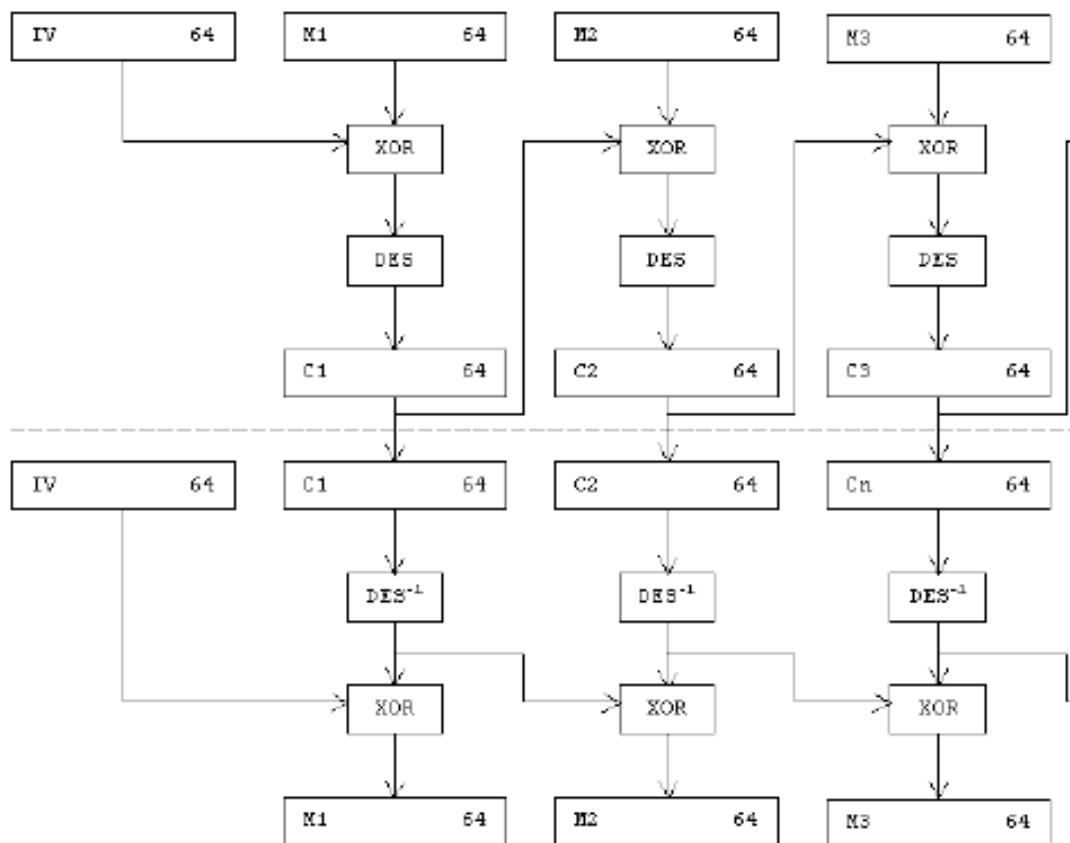 IV 64 M1 64 M2 64 M3 64
XOR XOR XOR
DES DES DES
C1 64 C2 64 C3 64
IV 64 C1 64 C2 64 Cn 64
DES⁻¹ DES⁻¹ DES⁻¹
XOR XOR XOR
M1 64 M2 64 M3 64